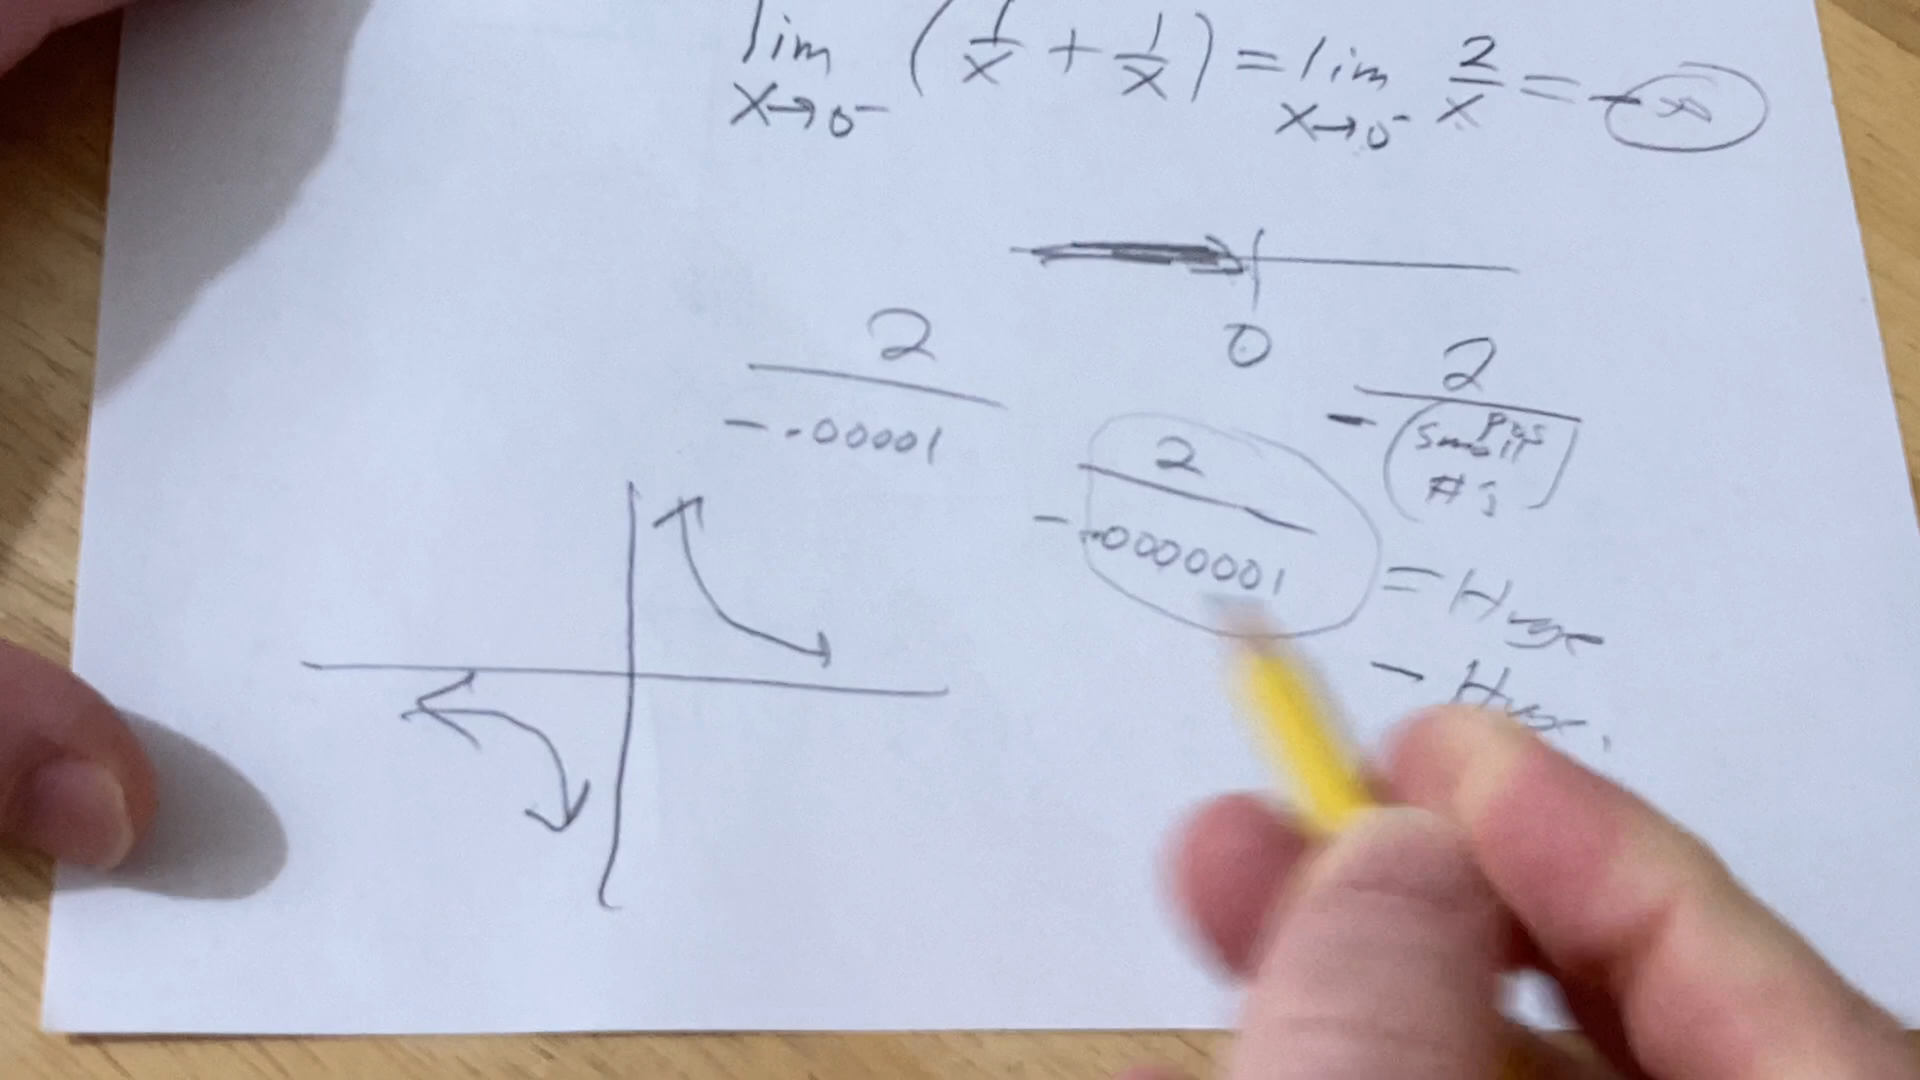 lim (1/x + 1/x) = lim 2/x = -∞
x→0⁻ x→0⁻
0
2
-.00001
2
-(small pos #s)
2
-.0000001
= Huge
- Huge.